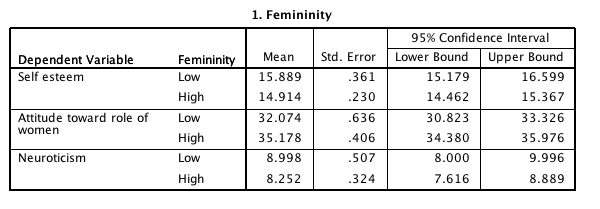 1. Femininity
95% Confidence Interval
Dependent Variable Femininity Mean Std. Error Lower Bound Upper Bound
Self esteem Low 15.889 .361 15.179 16.599
High 14.914 .230 14.462 15.367
Attitude toward role of women Low 32.074 .636 30.823 33.326
High 35.178 .406 34.380 35.976
Neuroticism Low 8.998 .507 8.000 9.996
High 8.252 .324 7.616 8.889